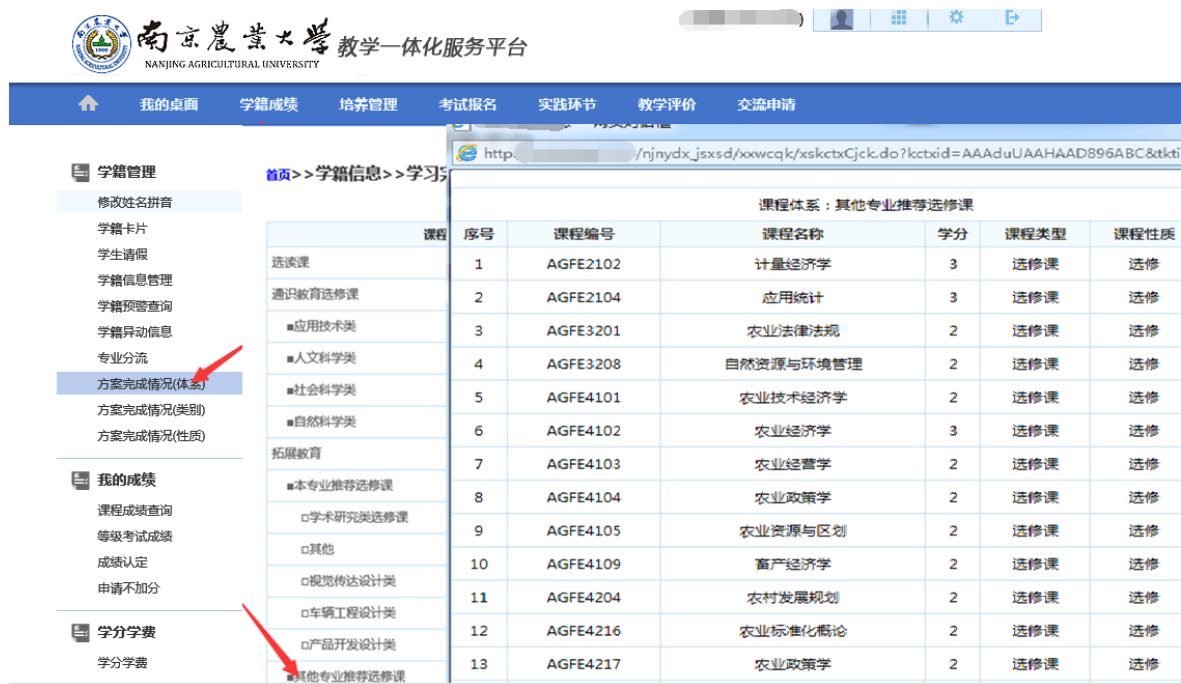 南京農業大學 教学一体化服务平台
NANJING AGRICULTURAL UNIVERSITY
)
我的桌面 学籍成绩 培养管理 考试报名 实践环节 教学评价 交流申请
http: /njnydx_jsxsd/xxwcqk/xskctxCjck.do?kctxid=AAAduUAAHAAD896ABC&tkti
学籍管理
修改姓名拼音
学籍卡片
学生请假
学籍信息管理
学籍预警查询
学籍异动信息
专业分流
方案完成情况(体系)
方案完成情况(类别)
方案完成情况(性质)
我的成绩
课程成绩查询
等级考试成绩
成绩认定
申请不加分
学分学费
学分学费
首页>>学籍信息>>学习
课程
选读课
通识教育选修课
■应用技术类
■人文科学类
■社会科学类
■自然科学类
拓展教育
■本专业推荐选修课
□学术研究类选修课
□其他
□视觉传达设计类
□车辆工程设计类
□产品开发设计类
■其他专业推荐选修课
课程体系：其他专业推荐选修课
序号 课程编号 课程名称 学分 课程类型 课程性质
1 AGFE2102 计量经济学 3 选修课 选修
2 AGFE2104 应用统计 3 选修课 选修
3 AGFE3201 农业法律法规 2 选修课 选修
4 AGFE3208 自然资源与环境管理 2 选修课 选修
5 AGFE4101 农业技术经济学 2 选修课 选修
6 AGFE4102 农业经济学 3 选修课 选修
7 AGFE4103 农业经营学 2 选修课 选修
8 AGFE4104 农业政策学 2 选修课 选修
9 AGFE4105 农业资源与区划 2 选修课 选修
10 AGFE4109 畜产经济学 2 选修课 选修
11 AGFE4204 农村发展规划 2 选修课 选修
12 AGFE4216 农业标准化概论 2 选修课 选修
13 AGFE4217 农业政策学 2 选修课 选修